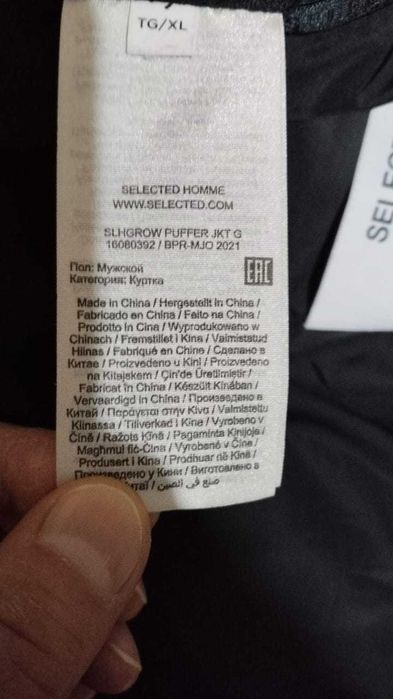 TG/XL
SELECTED HOMME
WWW.SELECTED.COM
SLHGROW PUFFER JKT G
16080392 / BPR-MJO 2021
Пол: Мужской
Категория: Куртка
EAC
Made in China / Hergestellt in China /
Fabricado en China / Feito na China /
Prodotto in Cina / Wyprodukowano w
Chinach / Fremstillet i Kina / Valmistatud
Hiinas / Fabriqué en Chine / Сделано в
Китае / Proizvedeno u Kini / Proizvedeno
na Kitajskem / Çin'de Üretilmiştir /
Fabricat în China / Készült Kínában /
Vervaardigd in China / Произведено в
Китай / Παράγεται στην Κίνα / Valmistettu
Kiinassa / Tillverkad i Kina / Vyrobeno v
Číně / Ražots Ķīnā / Pagaminta Kinijoje /
Magħmul fiċ-Ċina / Vyrobené v Číne /
Produsert i Kina / Prodhuar në Kinë /
Произведено у Кини / Виготовлено в
/ صنع في الصين
SELEC